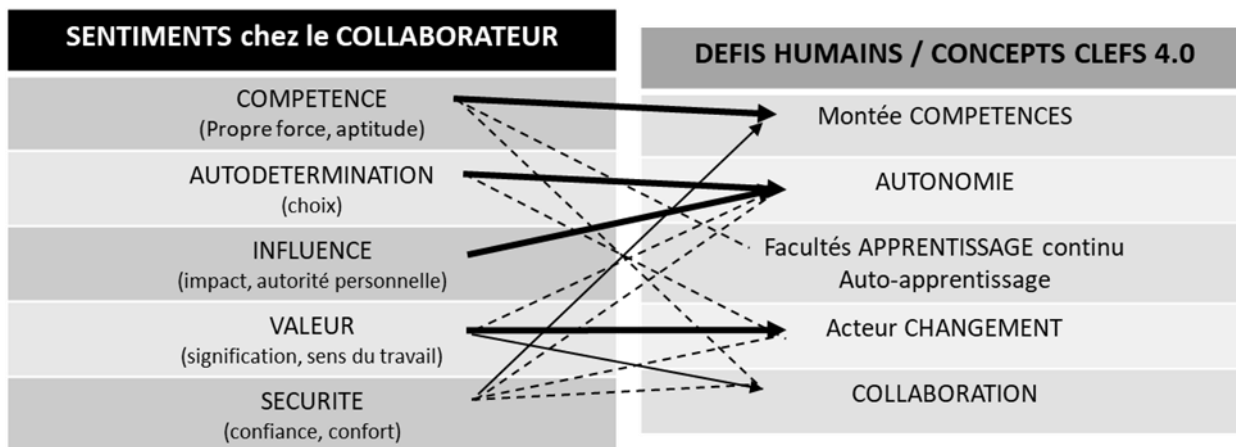 SENTIMENTS chez le COLLABORATEUR
COMPETENCE
(Propre force, aptitude)
AUTODETERMINATION
(choix)
INFLUENCE
(impact, autorité personnelle)
VALEUR
(signification, sens du travail)
SECURITE
(confiance, confort)
DEFIS HUMAINS / CONCEPTS CLEFS 4.0
Montée COMPETENCES
AUTONOMIE
Facultés APPRENTISSAGE continu
Auto-apprentissage
Acteur CHANGEMENT
COLLABORATION